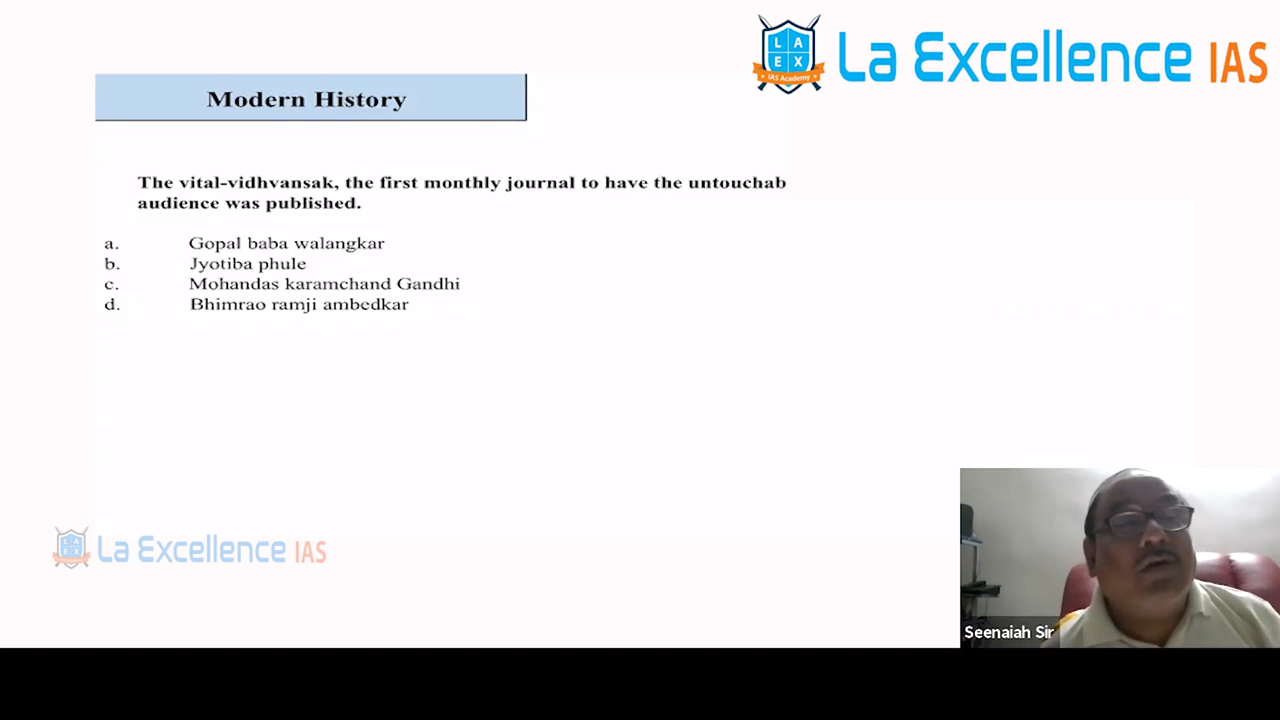 L A
E X
IAS Academy
La Excellence IAS
Modern History
The vital-vidhvansak, the first monthly journal to have the untouchab
audience was published.
a. Gopal baba walangkar
b. Jyotiba phule
c. Mohandas karamchand Gandhi
d. Bhimrao ramji ambedkar
L A
E X
La Excellence IAS
Seenaiah Sir